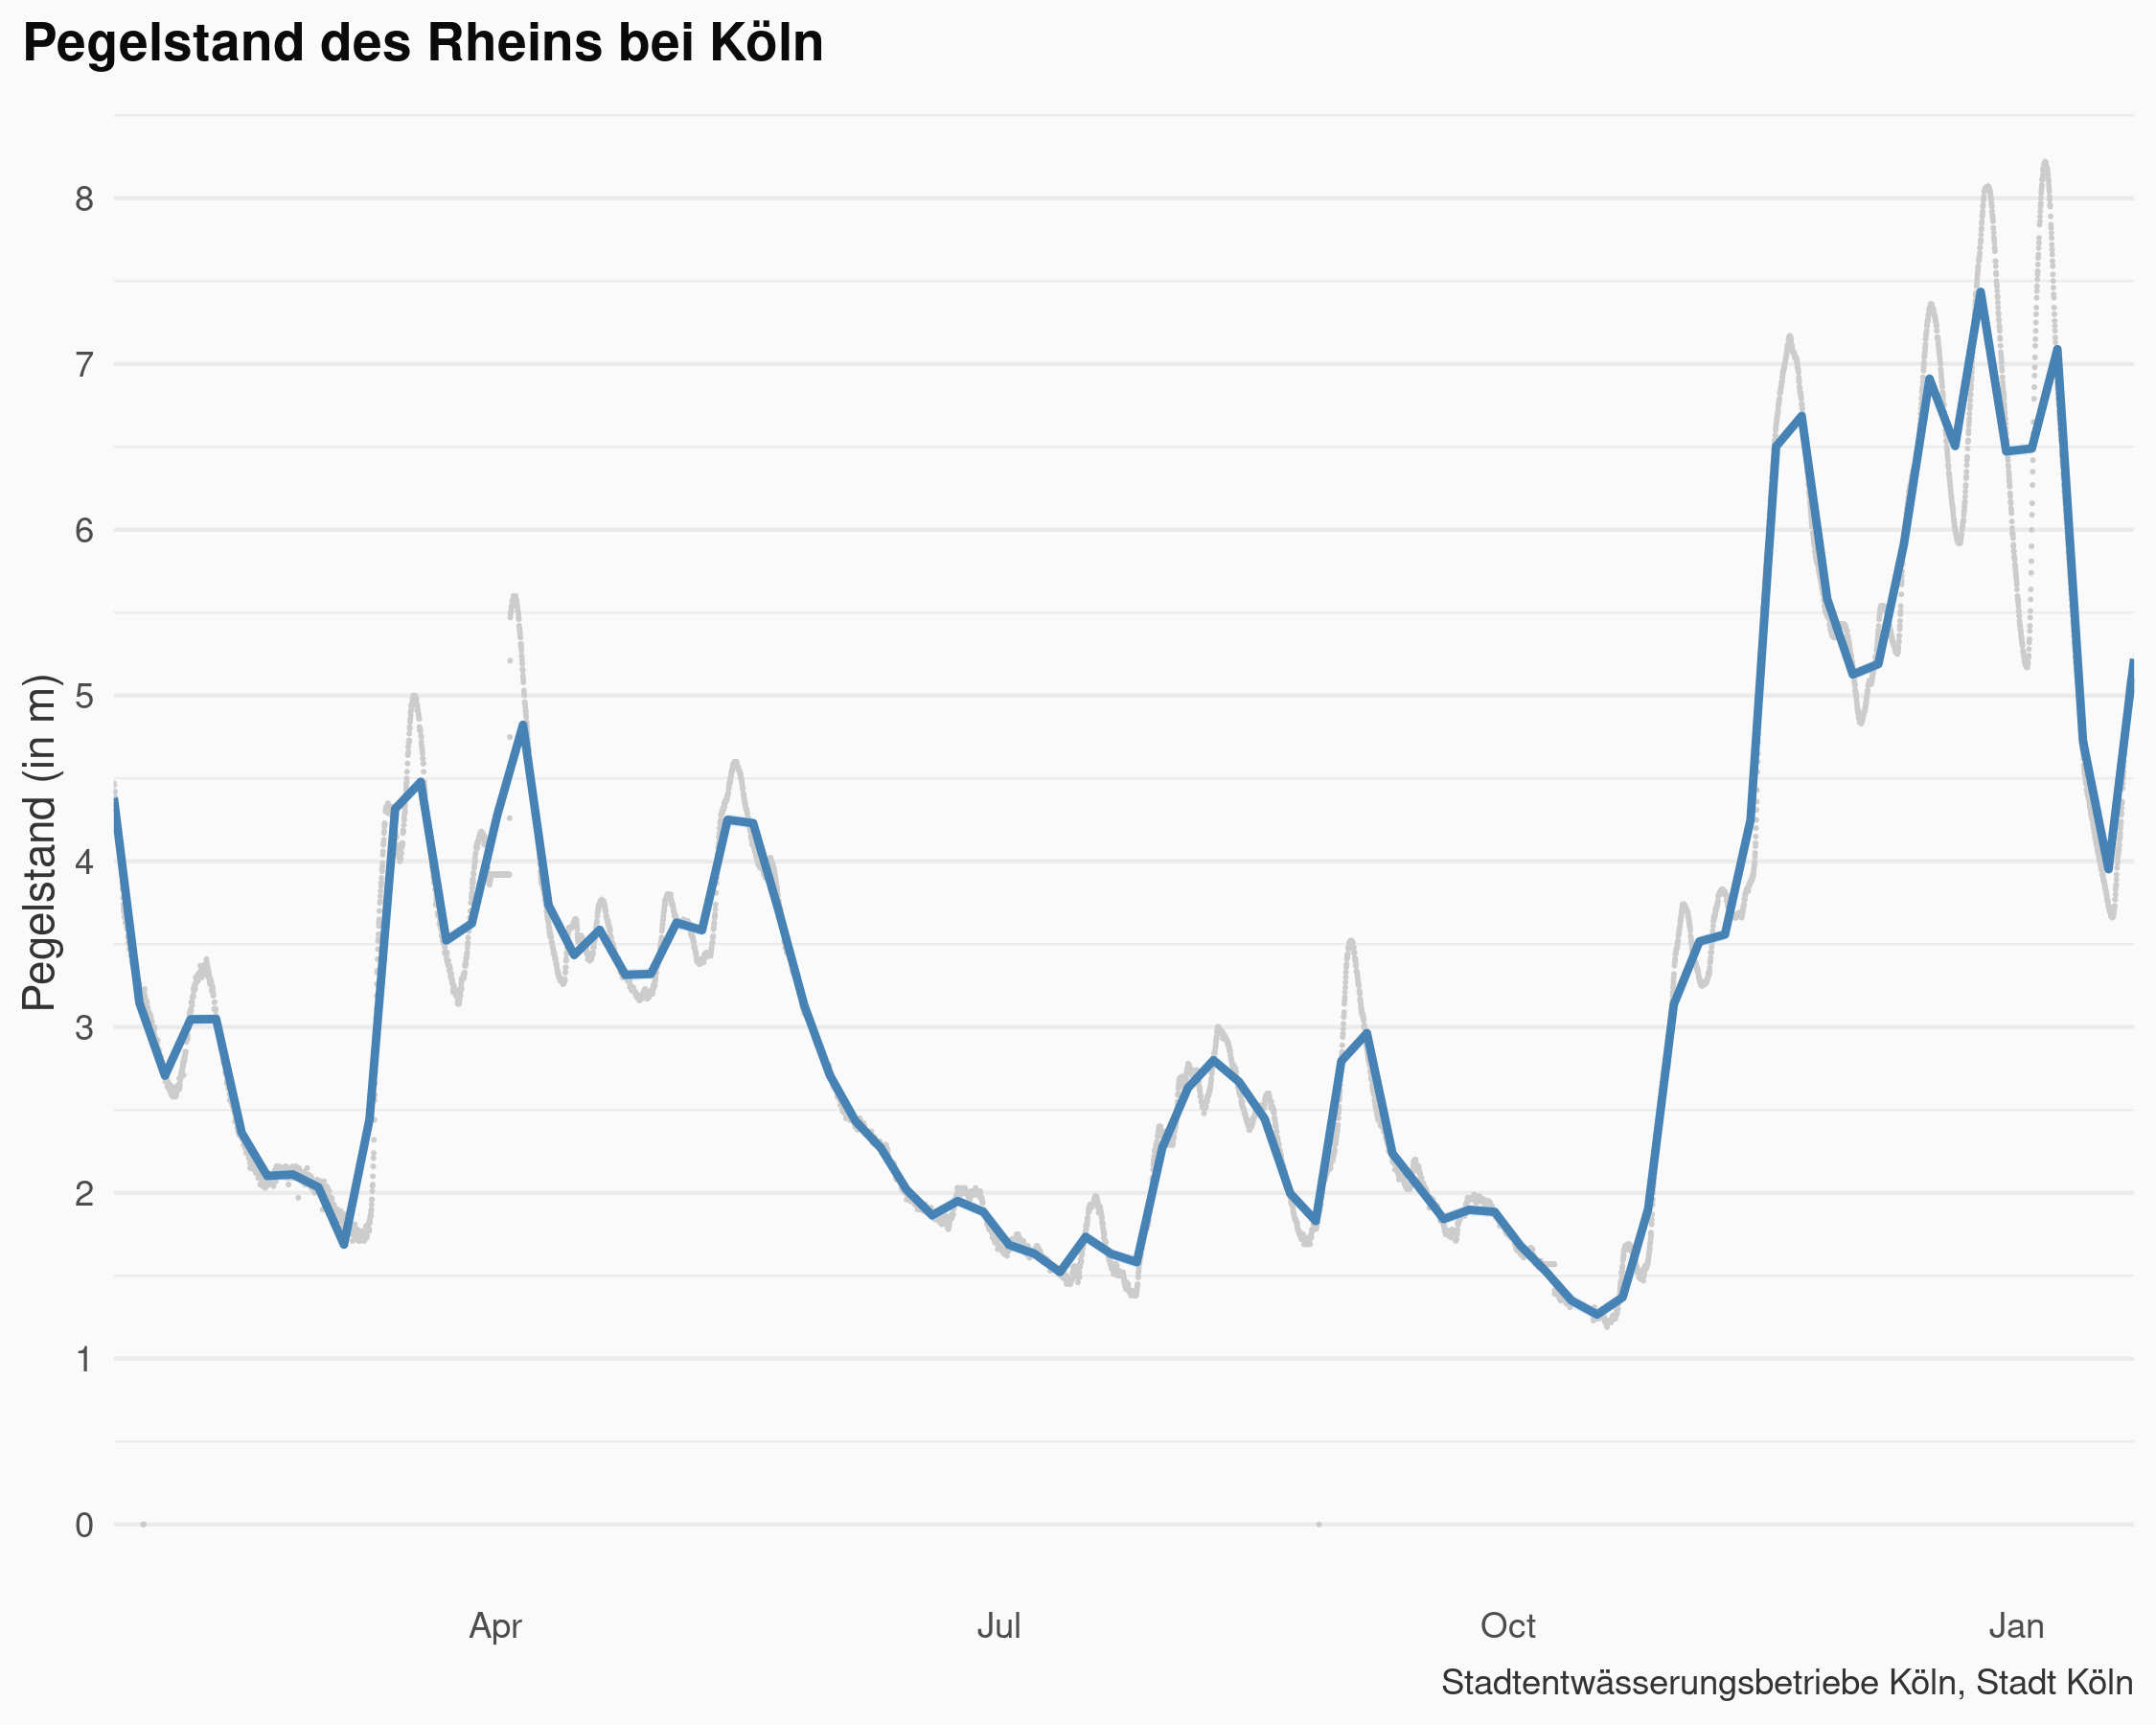 Pegelstand des Rheins bei Köln
Pegelstand (in m)
8
7
6
5
4
3
2
1
0
Apr Jul Oct Jan
Stadtentwässerungsbetriebe Köln, Stadt Köln